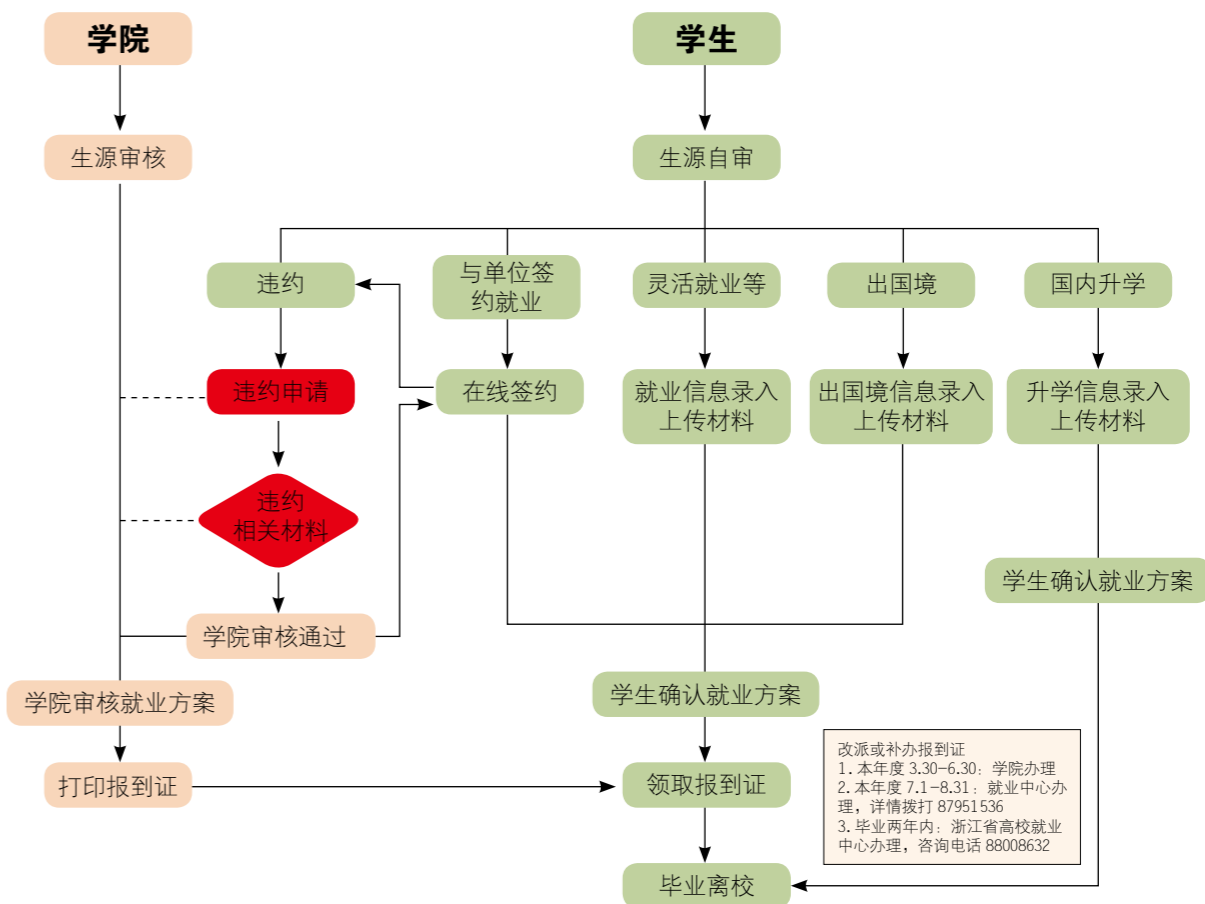 学院
学生
生源审核
生源自审
违约
与单位签
约就业
灵活就业等
出国境
国内升学
违约申请
在线签约
就业信息录入
上传材料
出国境信息录入
上传材料
升学信息录入
上传材料
违约
相关材料
学生确认就业方案
学院审核通过
学院审核就业方案
学生确认就业方案
打印报到证
领取报到证
改派或补办报到证
1. 本年度 3.30-6.30：学院办理
2. 本年度 7.1-8.31：就业中心办
理，详情拨打 87951536
3. 毕业两年内：浙江省高校就业
中心办理，咨询电话 88008632
毕业离校